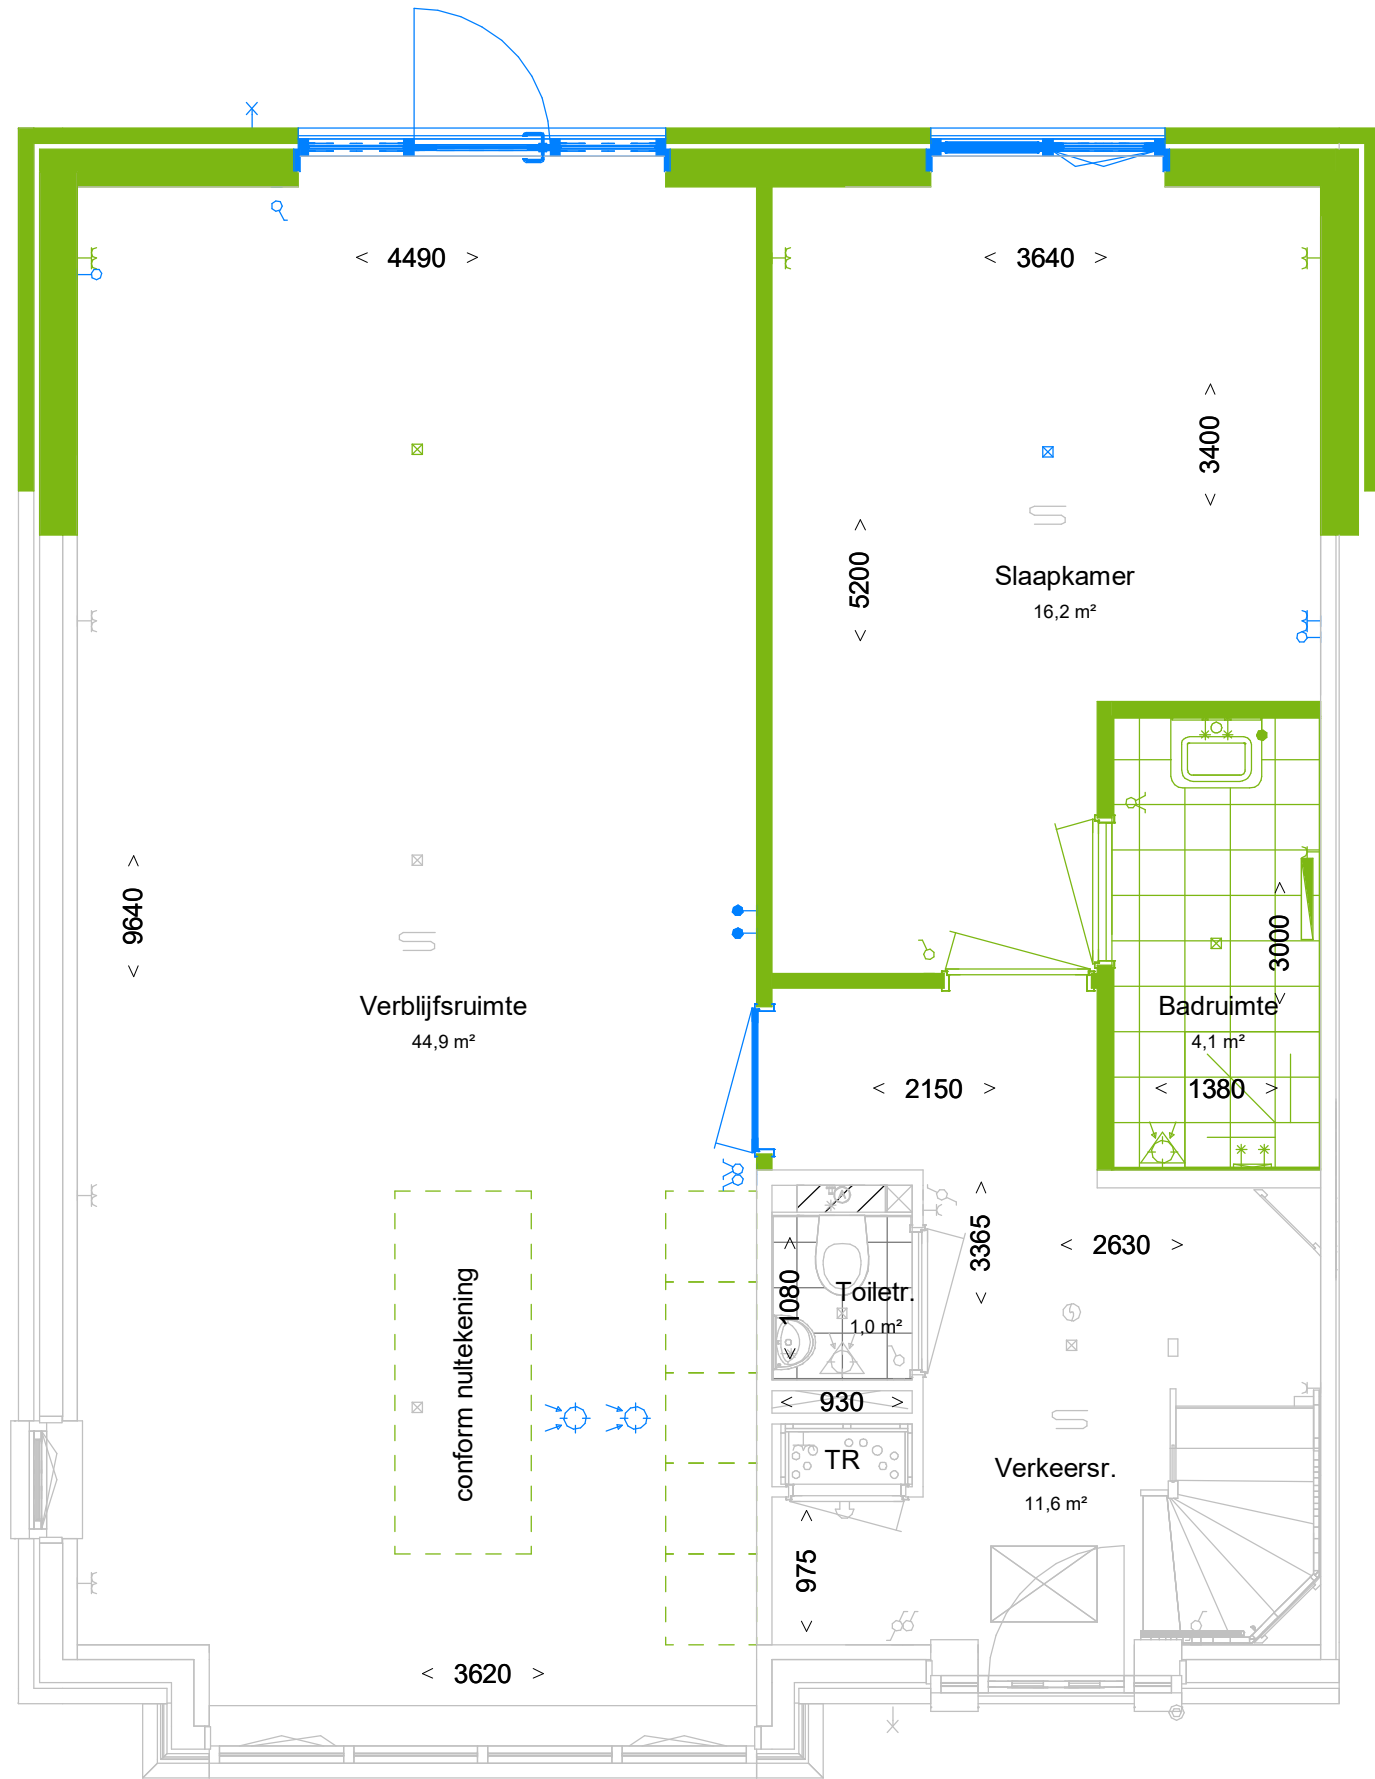 4490
3640
3400
5200
Slaapkamer
16,2 m²
9640
3000
Verblijfsruimte
44,9 m²
Badruimte
4,1 m²
2150
1380
3365
2630
1080
Toiletr.
1,0 m²
conform nultekening
930
TR
Verkeersr.
11,6 m²
975
3620